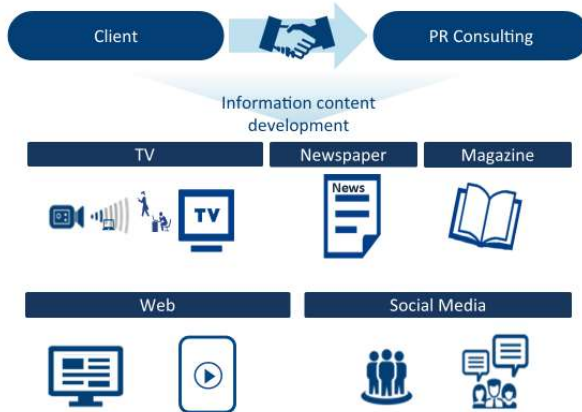 Client
PR Consulting
Information content
development
TV
Newspaper
Magazine
TV
News
Web
Social Media